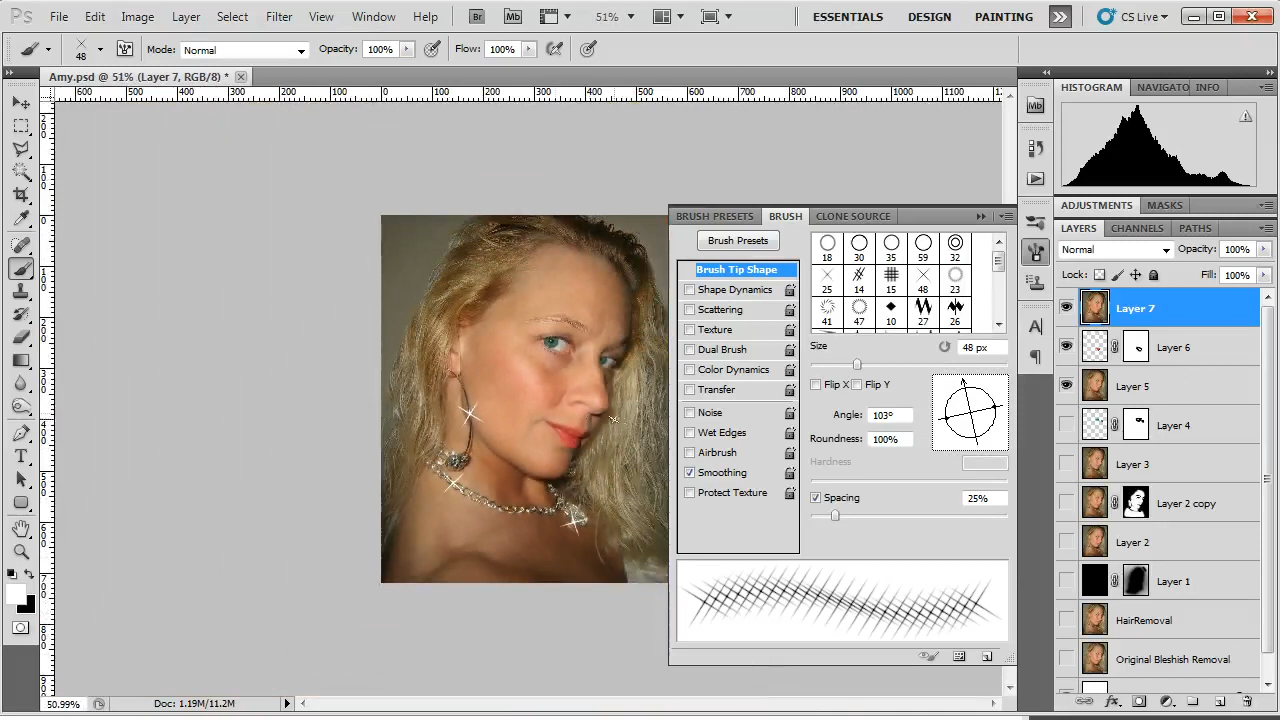 Ps File Edit Image Layer Select Filter View Window Help Br Mb 51% ESSENTIALS DESIGN PAINTING CS Live
48 Mode: Normal Opacity: 100% Flow: 100%
Amy.psd @ 51% (Layer 7, RGB/8) *
600 500 400 300 200 100 0 100 200 300 400 500 600 700 800 900 1000 1100
HISTOGRAM NAVIGATO INFO
Mb
BRUSH PRESETS BRUSH CLONE SOURCE
Brush Presets
18 30 35 59 32
25 14 15 48 23
41 47 10 27 26
Brush Tip Shape
Shape Dynamics
Scattering
Texture
Dual Brush
Color Dynamics
Transfer
Noise
Wet Edges
Airbrush
Smoothing
Protect Texture
Size 48 px
Flip X Flip Y
Angle: 103º
Roundness: 100%
Hardness
Spacing 25%
ADJUSTMENTS MASKS
LAYERS CHANNELS PATHS
Normal Opacity: 100%
Lock: Fill: 100%
Layer 7
Layer 6
Layer 5
Layer 4
Layer 3
Layer 2 copy
Layer 2
Layer 1
HairRemoval
Original Bleshish Removal
50.99% Doc: 1.19M/11.2M